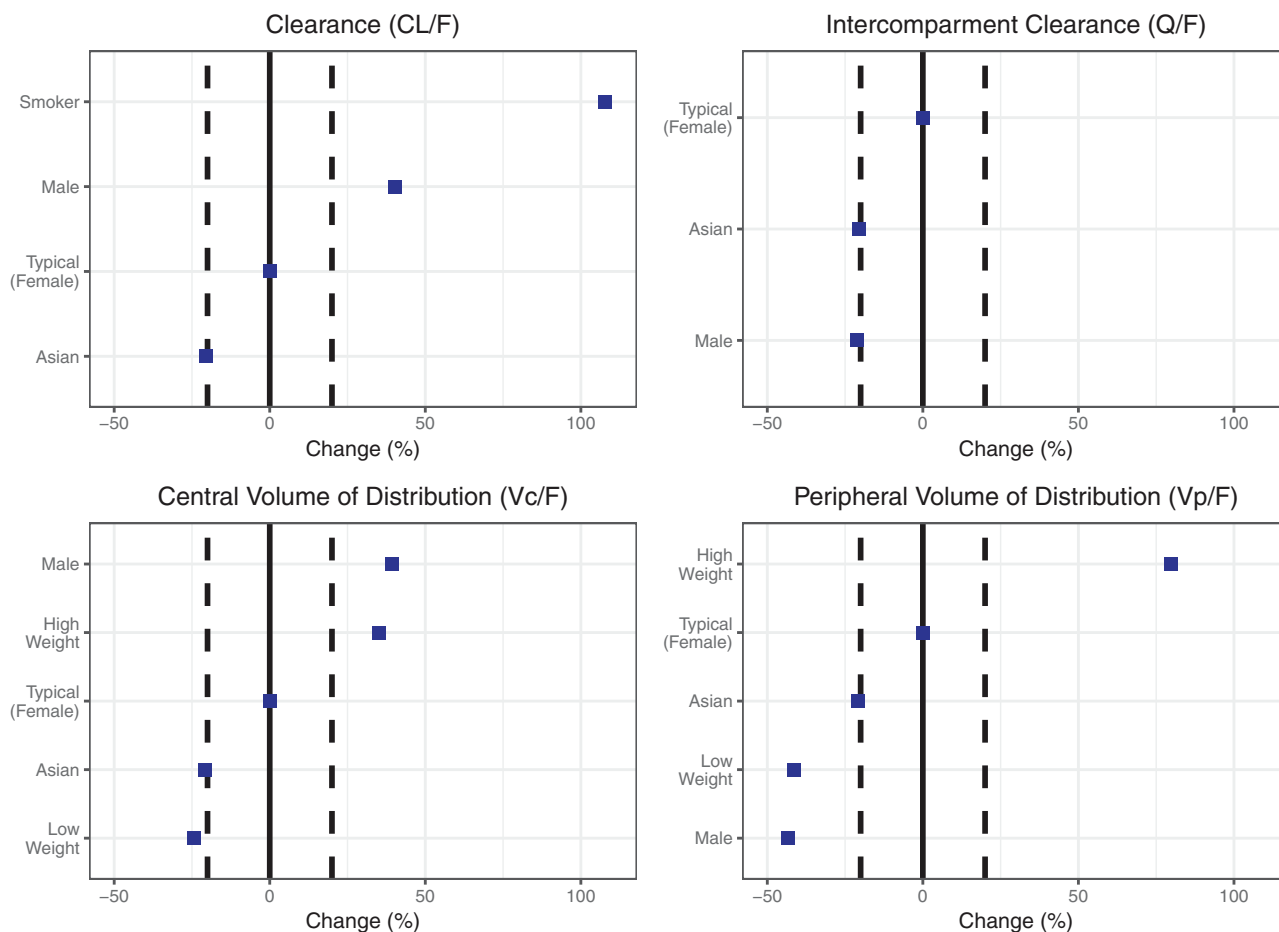 Clearance (CL/F)
Smoker
Male
Typical
(Female)
Asian
−50 0 50 100
Change (%)
Intercomparment Clearance (Q/F)
Typical
(Female)
Asian
Male
−50 0 50 100
Change (%)
Central Volume of Distribution (Vc/F)
Male
High
Weight
Typical
(Female)
Asian
Low
Weight
−50 0 50 100
Change (%)
Peripheral Volume of Distribution (Vp/F)
High
Weight
Typical
(Female)
Asian
Low
Weight
Male
−50 0 50 100
Change (%)